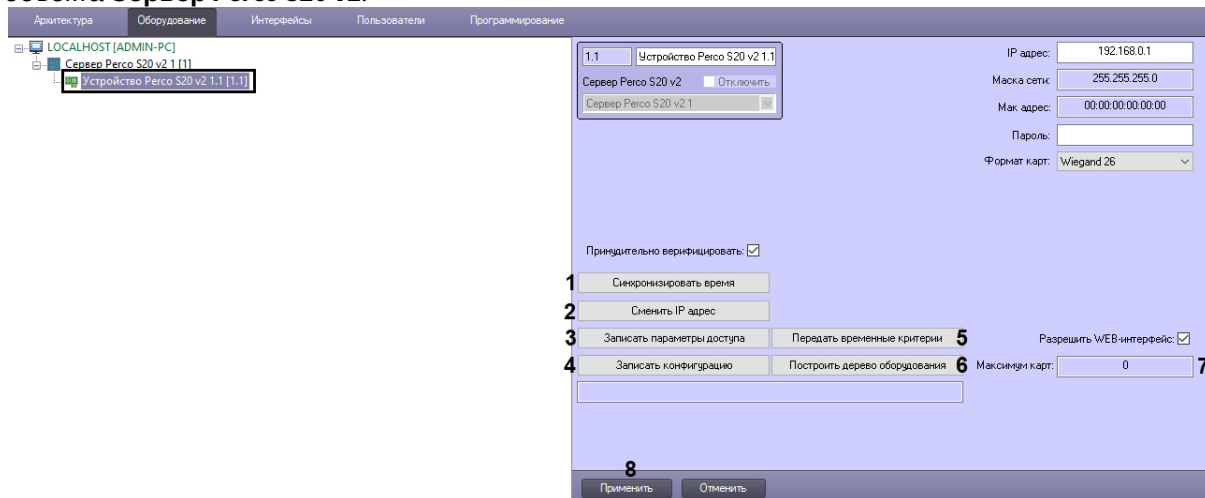 объекта Сервер Perco S20 v2.
Архитектура Оборудование Интерфейсы Пользователи Программирование
LOCALHOST [ADMIN-PC]
Сервер Perco S20 v2 1 [1]
Устройство Perco S20 v2 1.1 [1.1]
1.1 Устройство Perco S20 v2 1.1
Сервер Perco S20 v2 Отключить
Сервер Perco S20 v2 1
IP адрес: 192.168.0.1
Маска сети: 255.255.255.0
Мак адрес: 00:00:00:00:00:00
Пароль:
Формат карт: Wiegand 26
Принудительно верифицировать:
1 Синхронизировать время
2 Сменить IP адрес
3 Записать параметры доступа Передать временные критерии 5 Разрешить WEB-интерфейс:
4 Записать конфигурацию Построить дерево оборудования 6 Максимум карт: 0 7
8
Применить Отменить